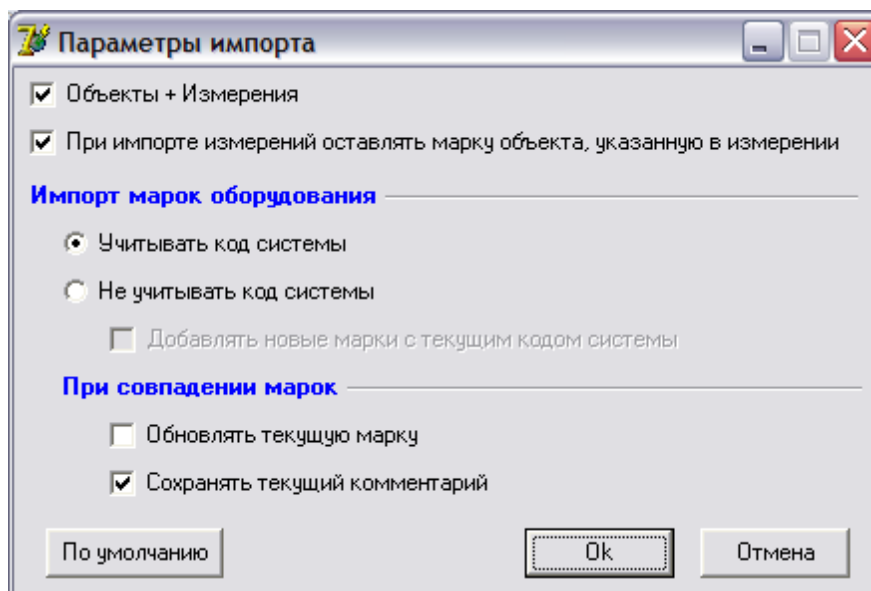 Параметры импорта
Объекты + Измерения
При импорте измерений оставлять марку объекта, указанную в измерении
Импорт марок оборудования
Учитывать код системы
Не учитывать код системы
Добавлять новые марки с текущим кодом системы
При совпадении марок
Обновлять текущую марку
Сохранять текущий комментарий
По умолчанию Ok Отмена